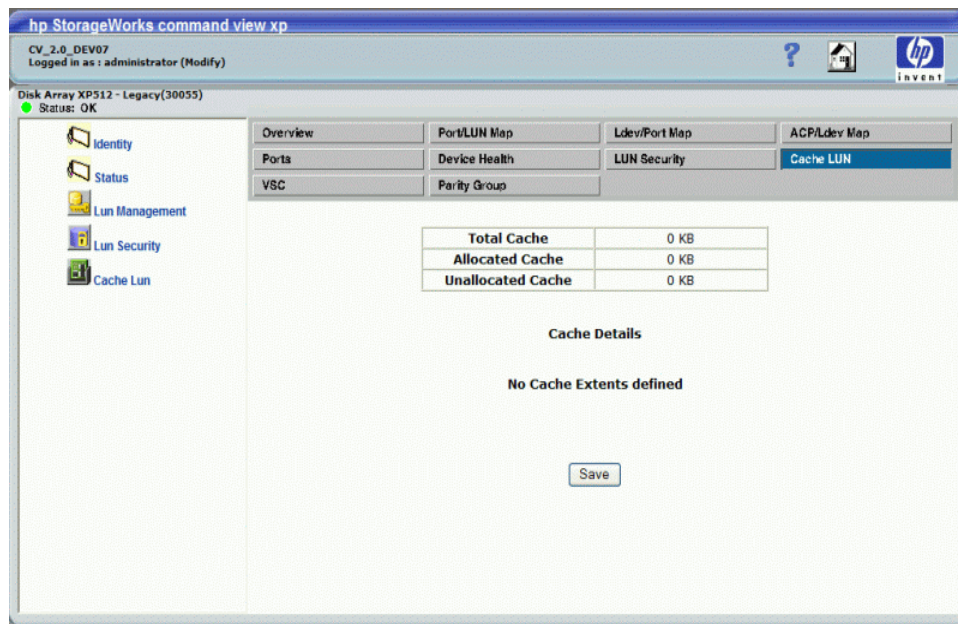 hp StorageWorks command view xp
CV_2.0_DEV07
Logged in as : administrator (Modify)
?
hp
invent
Disk Array XP512 - Legacy(30055)
Status: OK
Identity
Status
Lun Management
Lun Security
Cache Lun
Overview Port/LUN Map Ldev/Port Map ACP/Ldev Map
Ports Device Health LUN Security Cache LUN
VSC Parity Group
Total Cache 0 KB
Allocated Cache 0 KB
Unallocated Cache 0 KB
Cache Details
No Cache Extents defined
Save